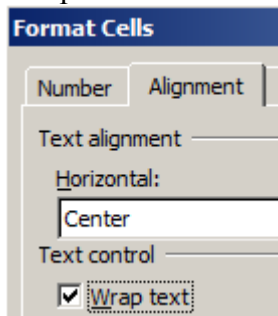 Format Cells
Number Alignment
Text alignment
Horizontal:
Center
Text control
Wrap text